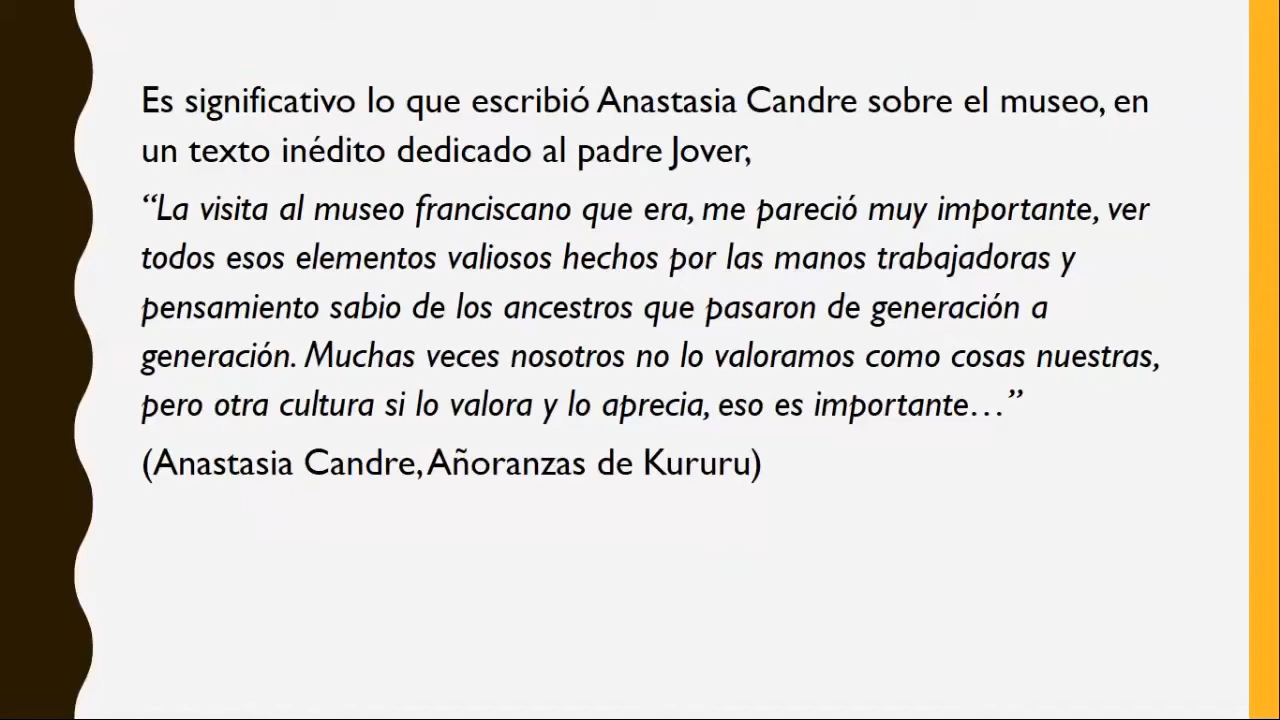 Es significativo lo que escribió Anastasia Candre sobre el museo, en
un texto inédito dedicado al padre Jover,
“La visita al museo franciscano que era, me pareció muy importante, ver
todos esos elementos valiosos hechos por las manos trabajadoras y
pensamiento sabio de los ancestros que pasaron de generación a
generación. Muchas veces nosotros no lo valoramos como cosas nuestras,
pero otra cultura si lo valora y lo aprecia, eso es importante…”
(Anastasia Candre, Añoranzas de Kururu)